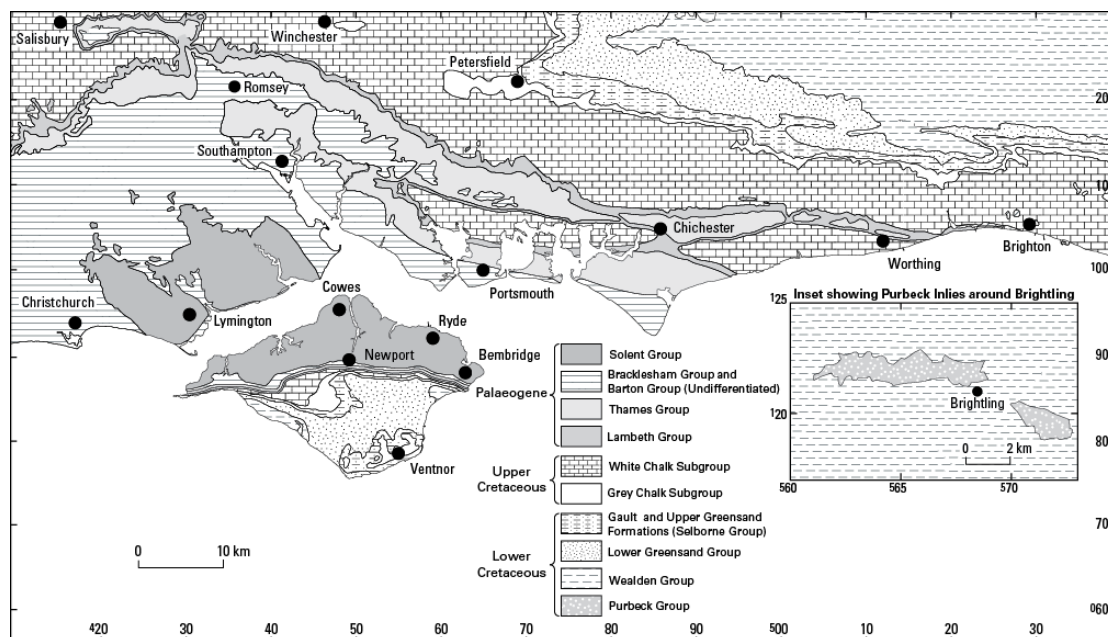 Salisbury
Winchester
Petersfield
Romsey
20
Southampton
10
Chichester
Brighton
Worthing
Portsmouth
100
Cowes
Christchurch
Lymington
Ryde
Newport
Bembridge
90
80
Ventnor
70
060
Inset showing Purbeck Inlies around Brightling
125
Brightling
120
0 2 km
560 565 570
Palaeogene
Solent Group
Bracklesham Group and
Barton Group (Undifferentiated)
Thames Group
Lambeth Group
Upper
Cretaceous
White Chalk Subgroup
Grey Chalk Subgroup
Lower
Cretaceous
Gault and Upper Greensand
Formations (Selborne Group)
Lower Greensand Group
Wealden Group
Purbeck Group
0 10 km
420 30 40 50 60 70 80 90 500 10 20 30